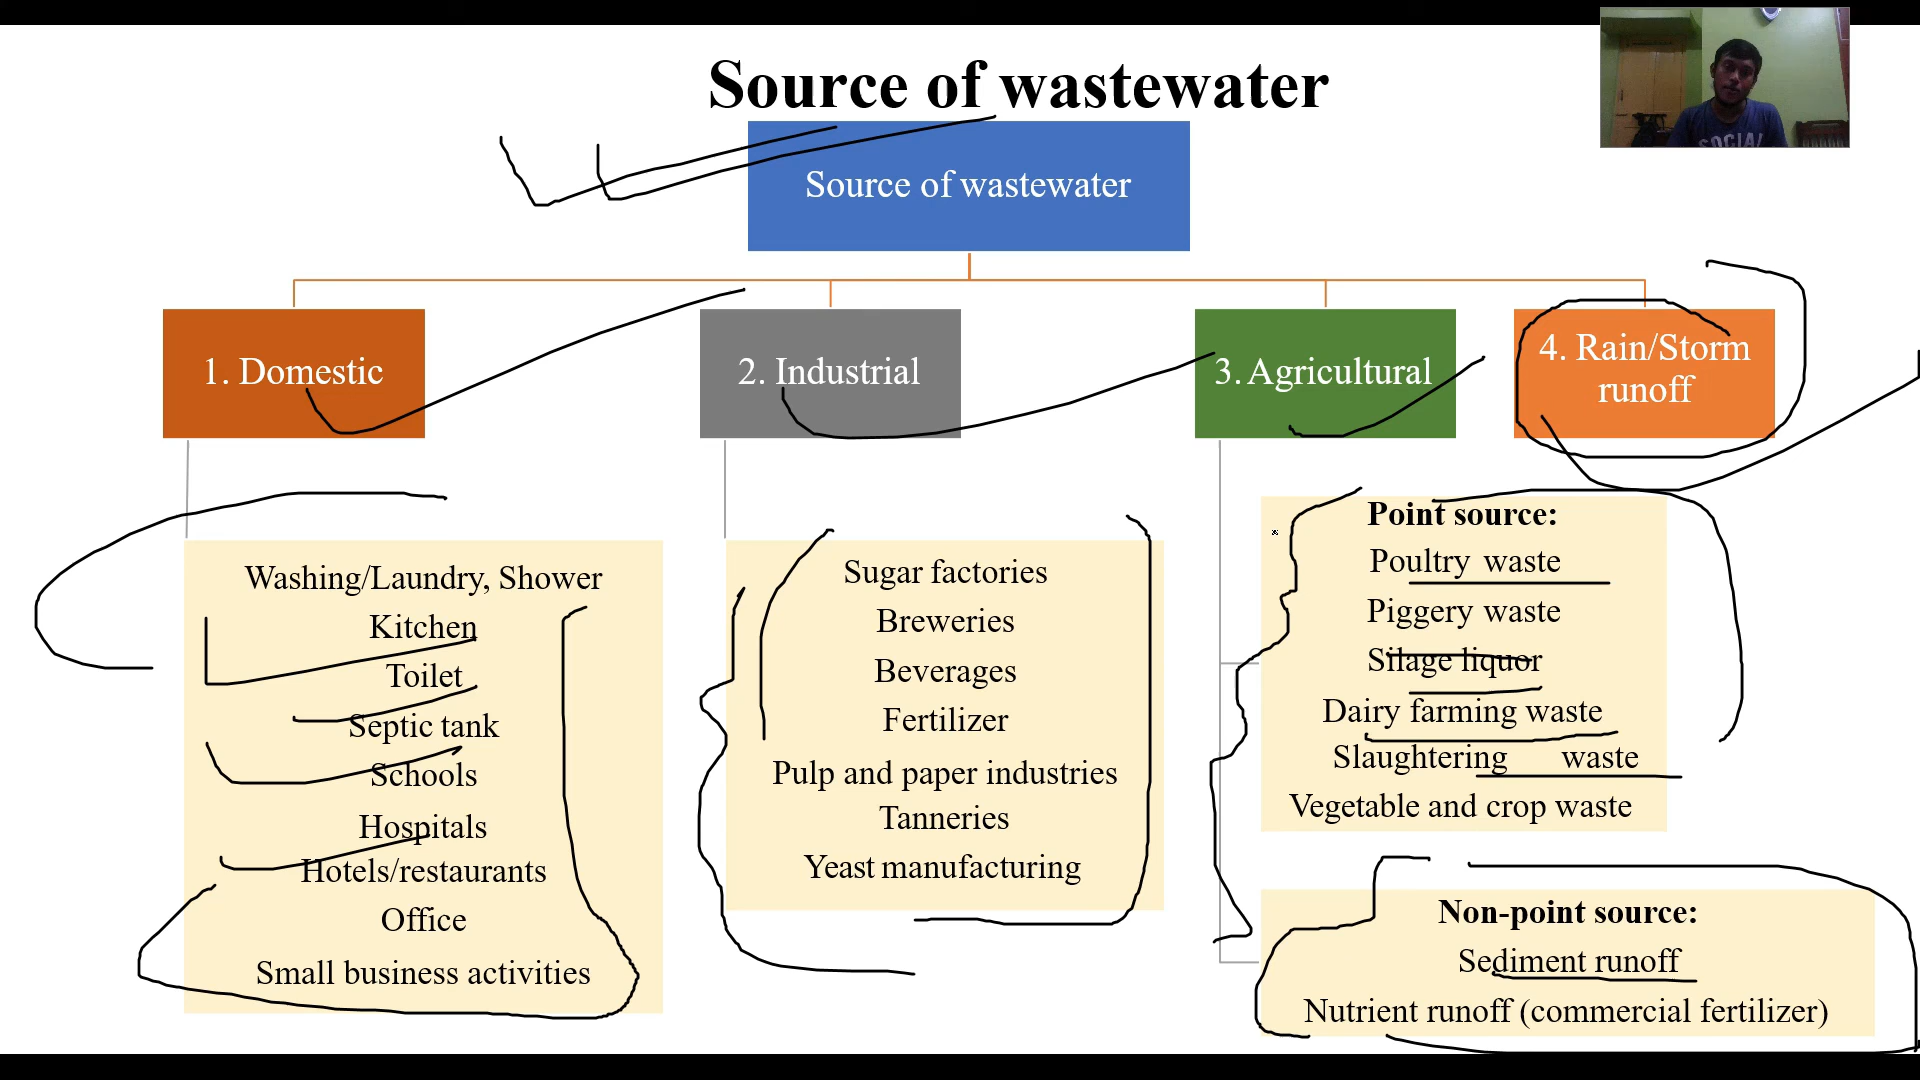 Source of wastewater
SOCIAL
Source of wastewater
1. Domestic
2. Industrial
3. Agricultural
4. Rain/Storm
runoff
Washing/Laundry, Shower
Kitchen
Toilet
Septic tank
Schools
Hospitals
Hotels/restaurants
Office
Small business activities
Sugar factories
Breweries
Beverages
Fertilizer
Pulp and paper industries
Tanneries
Yeast manufacturing
Point source:
Poultry waste
Piggery waste
Silage liquor
Dairy farming waste
Slaughtering waste
Vegetable and crop waste
Non-point source:
Sediment runoff
Nutrient runoff (commercial fertilizer)